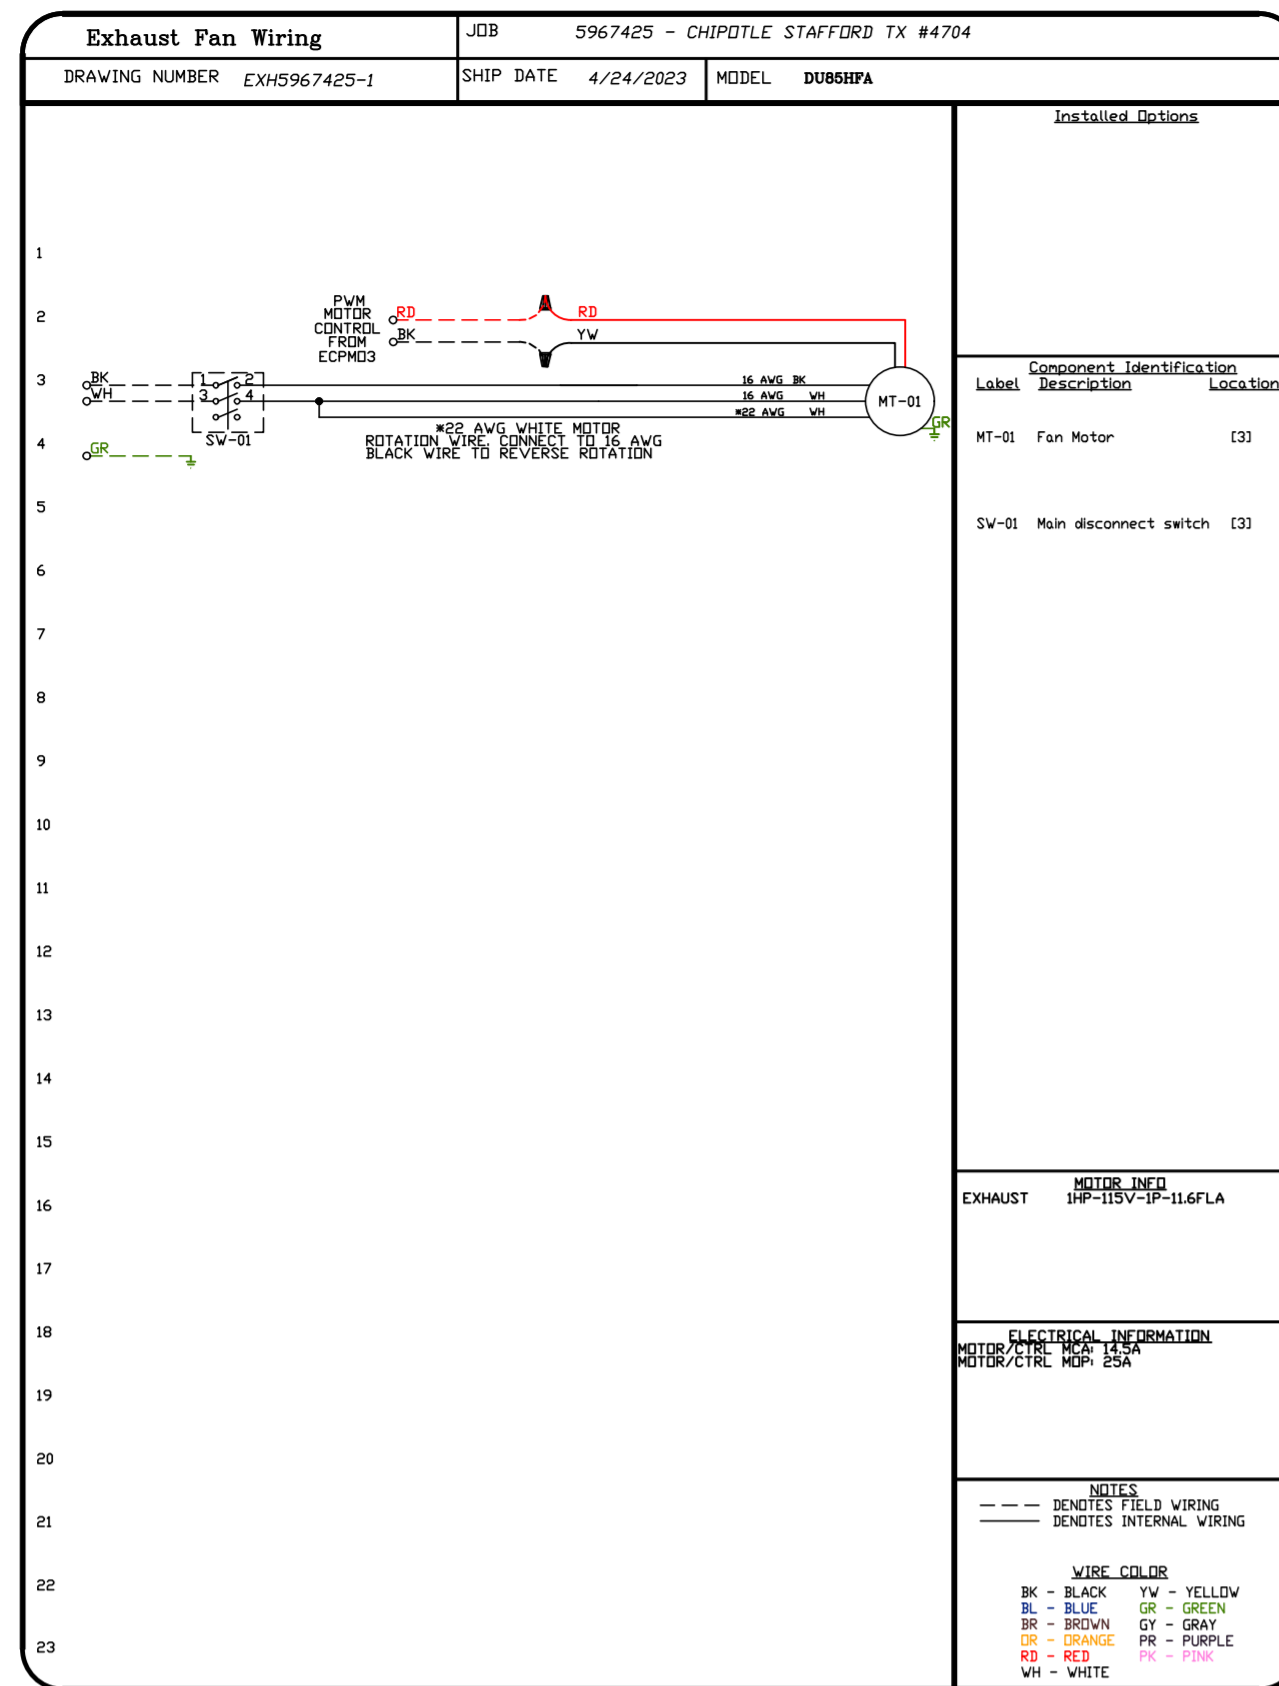 Exhaust Fan Wiring
JOB 5967425 - CHIPOTLE STAFFORD TX #4704
DRAWING NUMBER EXH5967425-1
SHIP DATE 4/24/2023
MODEL DU85HFA
Installed Options
1
2
3
4
5
6
7
8
9
10
11
12
13
14
15
16
17
18
19
20
21
22
23
PWM
MOTOR
CONTROL
FROM
ECPM03
RD
RD
BK
YW
BK
WH
1
2
3
4
SW-01
GR
16 AWG BK
16 AWG WH
*22 AWG WH
MT-01
GR
*22 AWG WHITE MOTOR
ROTATION WIRE. CONNECT TO 16 AWG
BLACK WIRE TO REVERSE ROTATION
Component Identification
Label Description Location
MT-01 Fan Motor [3]
SW-01 Main disconnect switch [3]
MOTOR INFO
EXHAUST 1HP-115V-1P-11.6FLA
ELECTRICAL INFORMATION
MOTOR/CTRL MCA: 14.5A
MOTOR/CTRL MOP: 25A
NOTES
DENOTES FIELD WIRING
DENOTES INTERNAL WIRING
WIRE COLOR
BK - BLACK YW - YELLOW
BL - BLUE GR - GREEN
BR - BROWN GY - GRAY
OR - ORANGE PR - PURPLE
RD - RED PK - PINK
WH - WHITE